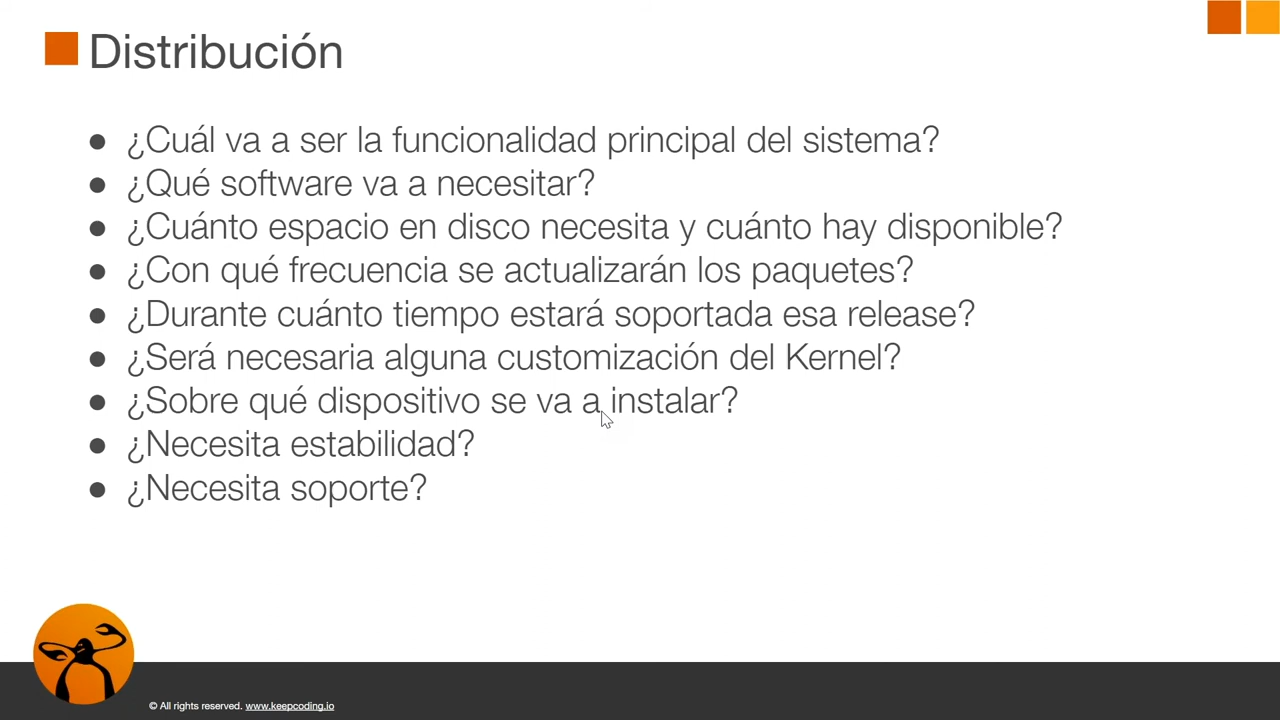 Distribución
● ¿Cuál va a ser la funcionalidad principal del sistema?
● ¿Qué software va a necesitar?
● ¿Cuánto espacio en disco necesita y cuánto hay disponible?
● ¿Con qué frecuencia se actualizarán los paquetes?
● ¿Durante cuánto tiempo estará soportada esa release?
● ¿Será necesaria alguna customización del Kernel?
● ¿Sobre qué dispositivo se va a instalar?
● ¿Necesita estabilidad?
● ¿Necesita soporte?
© All rights reserved. www.keepcoding.io